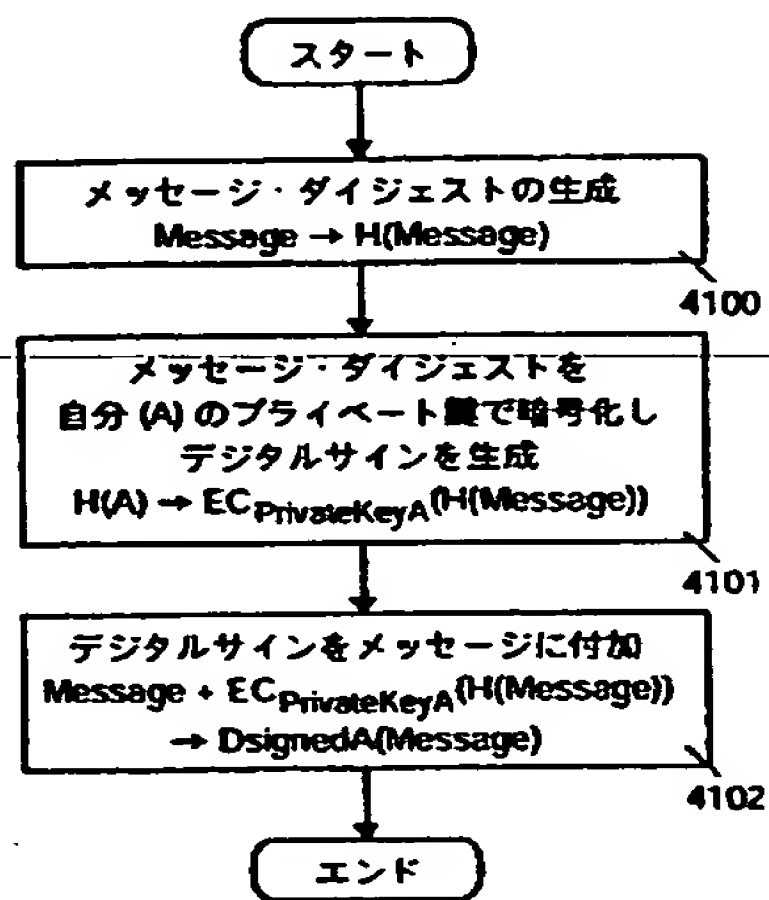 スタート
メッセージ・ダイジェストの生成
Message → H(Message)
4100
メッセージ・ダイジェストを
自分 (A) のプライベート鍵で暗号化し
デジタルサインを生成
H(A) → EC_PrivateKeyA(H(Message))
4101
デジタルサインをメッセージに付加
Message + EC_PrivateKeyA(H(Message))
→ DsignedA(Message)
4102
エンド